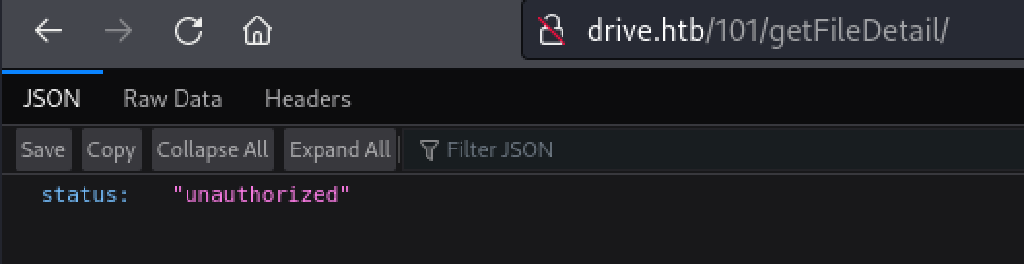 drive.htb/101/getFileDetail/
JSON Raw Data Headers
Save Copy Collapse All Expand All Filter JSON
status: "unauthorized"